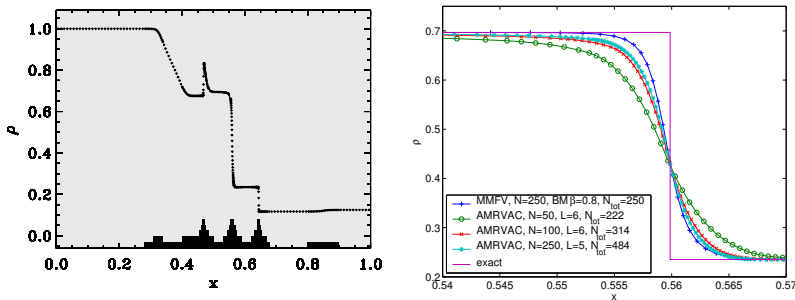 1.0
0.8
0.6
0.4
0.2
0.0
ρ
0.0 0.2 0.4 0.6 0.8 1.0
x
0.7
0.6
0.5
0.4
0.3
0.2
ρ
MMFV, N=250, BM β=0.8, N_tot=250
AMRVAC, N=50, L=6, N_tot=222
AMRVAC, N=100, L=6, N_tot=314
AMRVAC, N=250, L=5, N_tot=484
exact
0.54 0.545 0.55 0.555 0.56 0.565 0.57
x